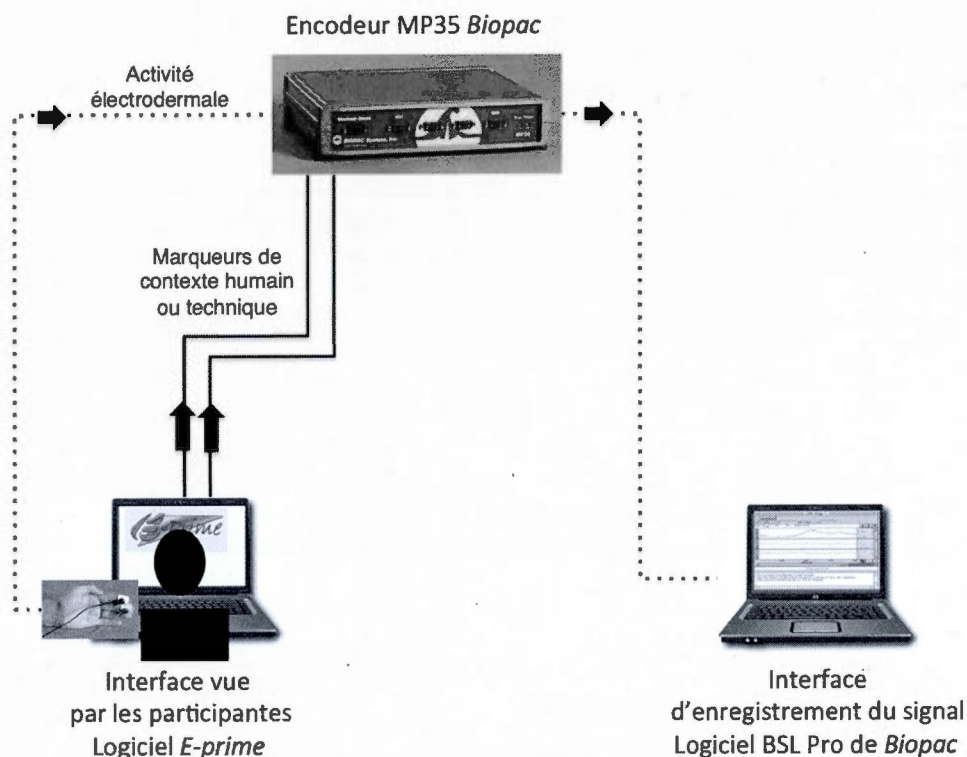 Encodeur MP35 Biopac
Activité
électrodermale
Marqueurs de
contexte humain
ou technique
Interface vue
par les participantes
Logiciel E-prime
Interface
d'enregistrement du signal
Logiciel BSL Pro de Biopac